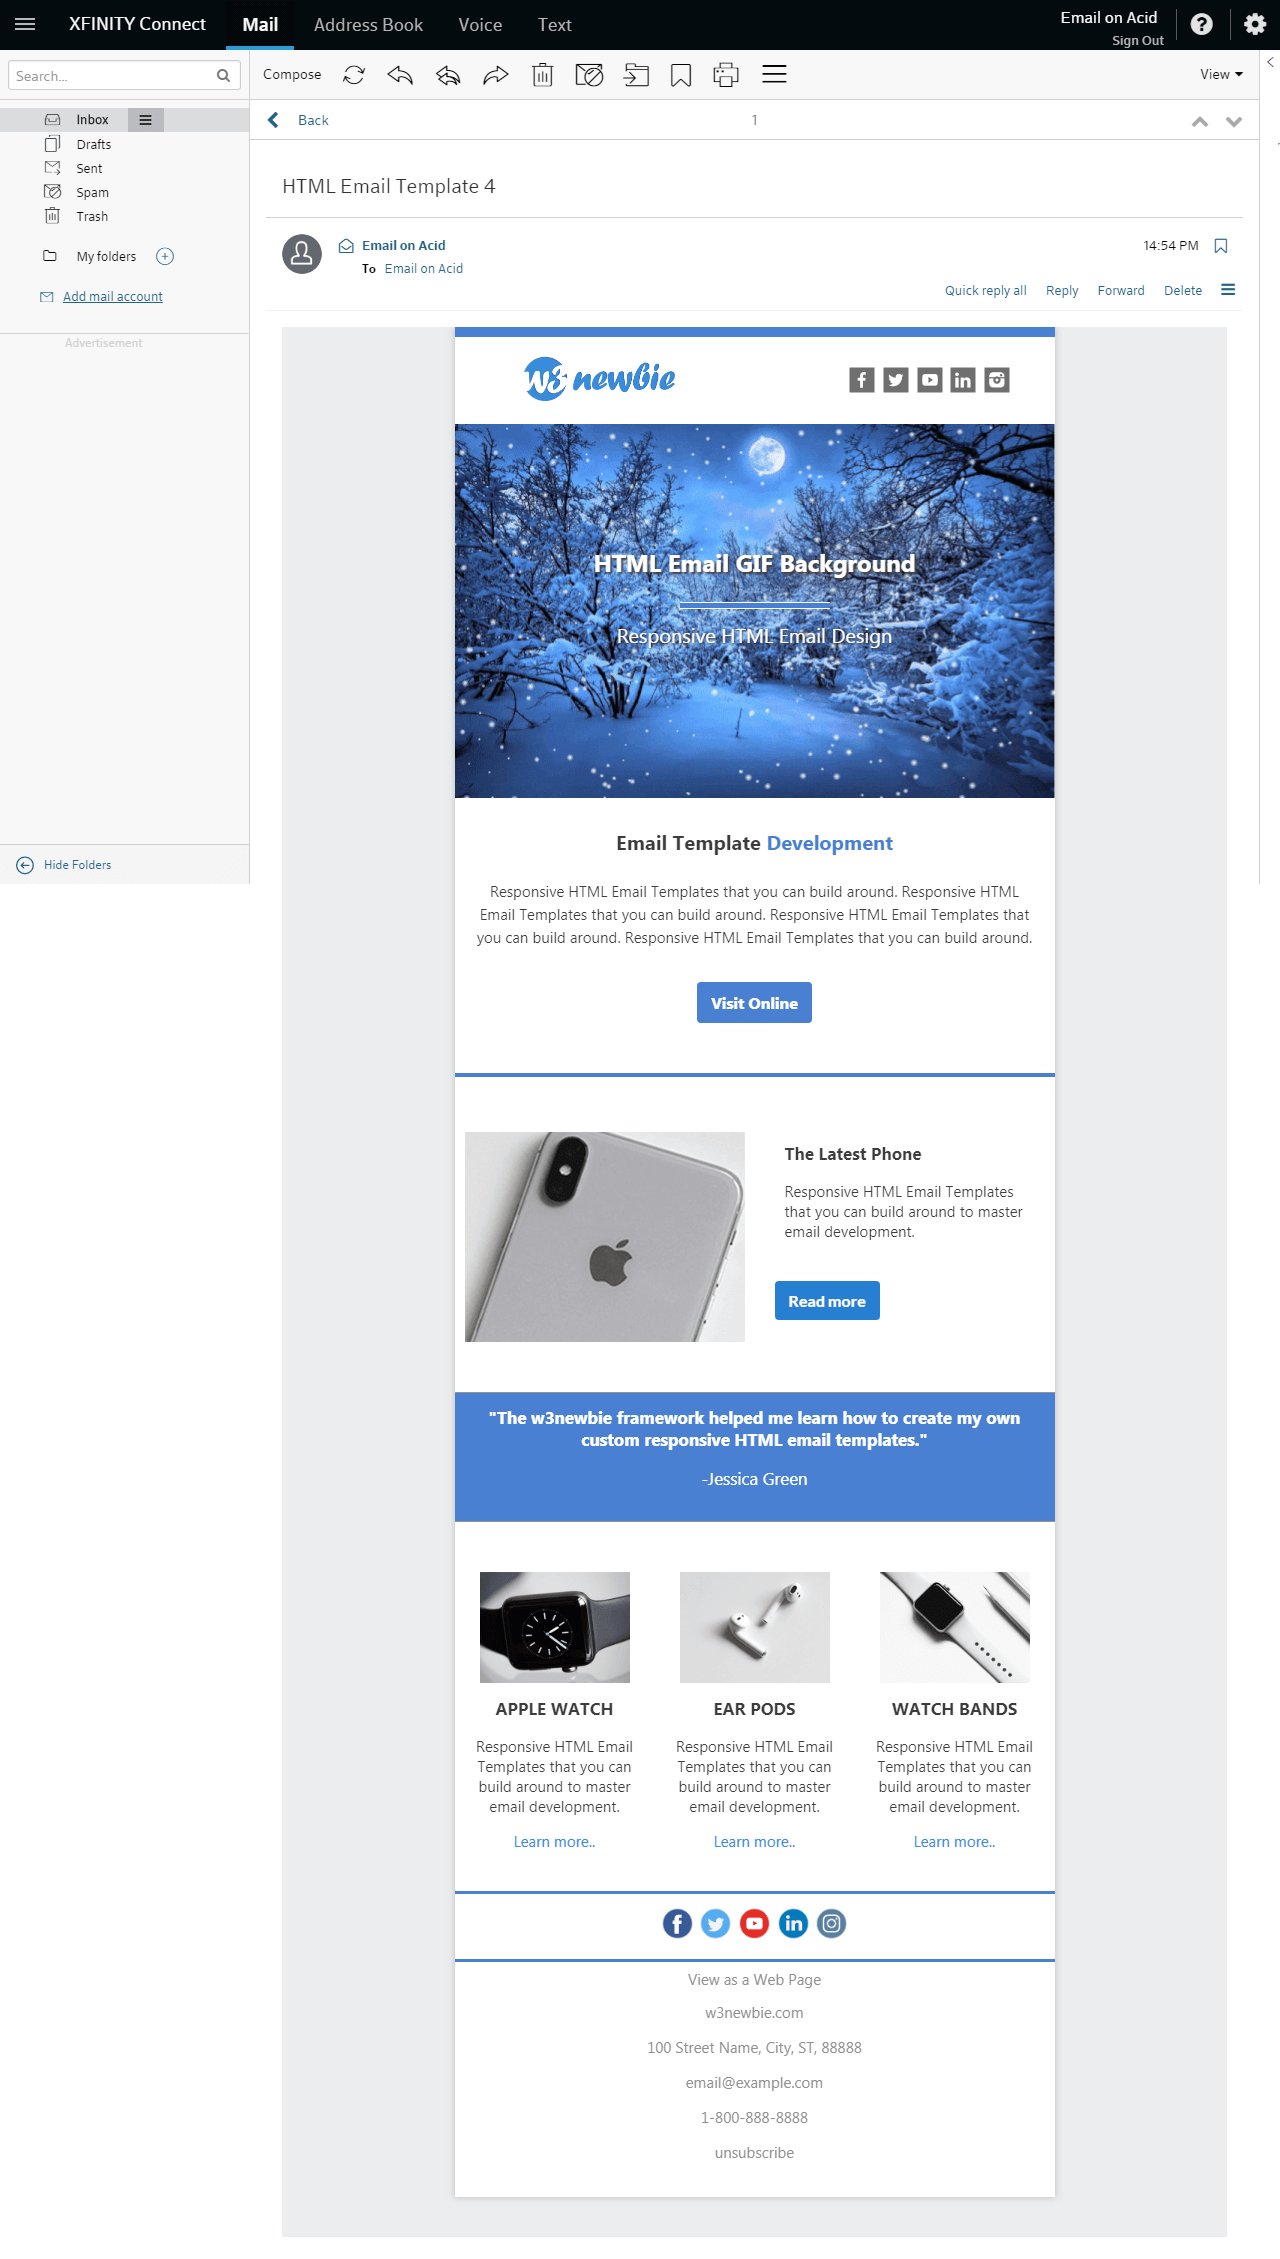 XFINITY Connect
Mail
Address Book
Voice
Text
Email on Acid
Sign Out
Search...
Compose
View
Inbox
Drafts
Sent
Spam
Trash
My folders
Add mail account
Advertisement
Hide Folders
Back
1
HTML Email Template 4
Email on Acid
14:54 PM
To Email on Acid
Quick reply all
Reply
Forward
Delete
W3 newbie
HTML Email GIF Background
Responsive HTML Email Design
Email Template Development
Responsive HTML Email Templates that you can build around. Responsive HTML
Email Templates that you can build around. Responsive HTML Email Templates that
you can build around. Responsive HTML Email Templates that you can build around.
Visit Online
The Latest Phone
Responsive HTML Email Templates
that you can build around to master
email development.
Read more
"The w3newbie framework helped me learn how to create my own
custom responsive HTML email templates."
-Jessica Green
APPLE WATCH
Responsive HTML Email
Templates that you can
build around to master
email development.
Learn more..
EAR PODS
Responsive HTML Email
Templates that you can
build around to master
email development.
Learn more..
WATCH BANDS
Responsive HTML Email
Templates that you can
build around to master
email development.
Learn more..
View as a Web Page
w3newbie.com
100 Street Name, City, ST, 88888
email@example.com
1-800-888-8888
unsubscribe